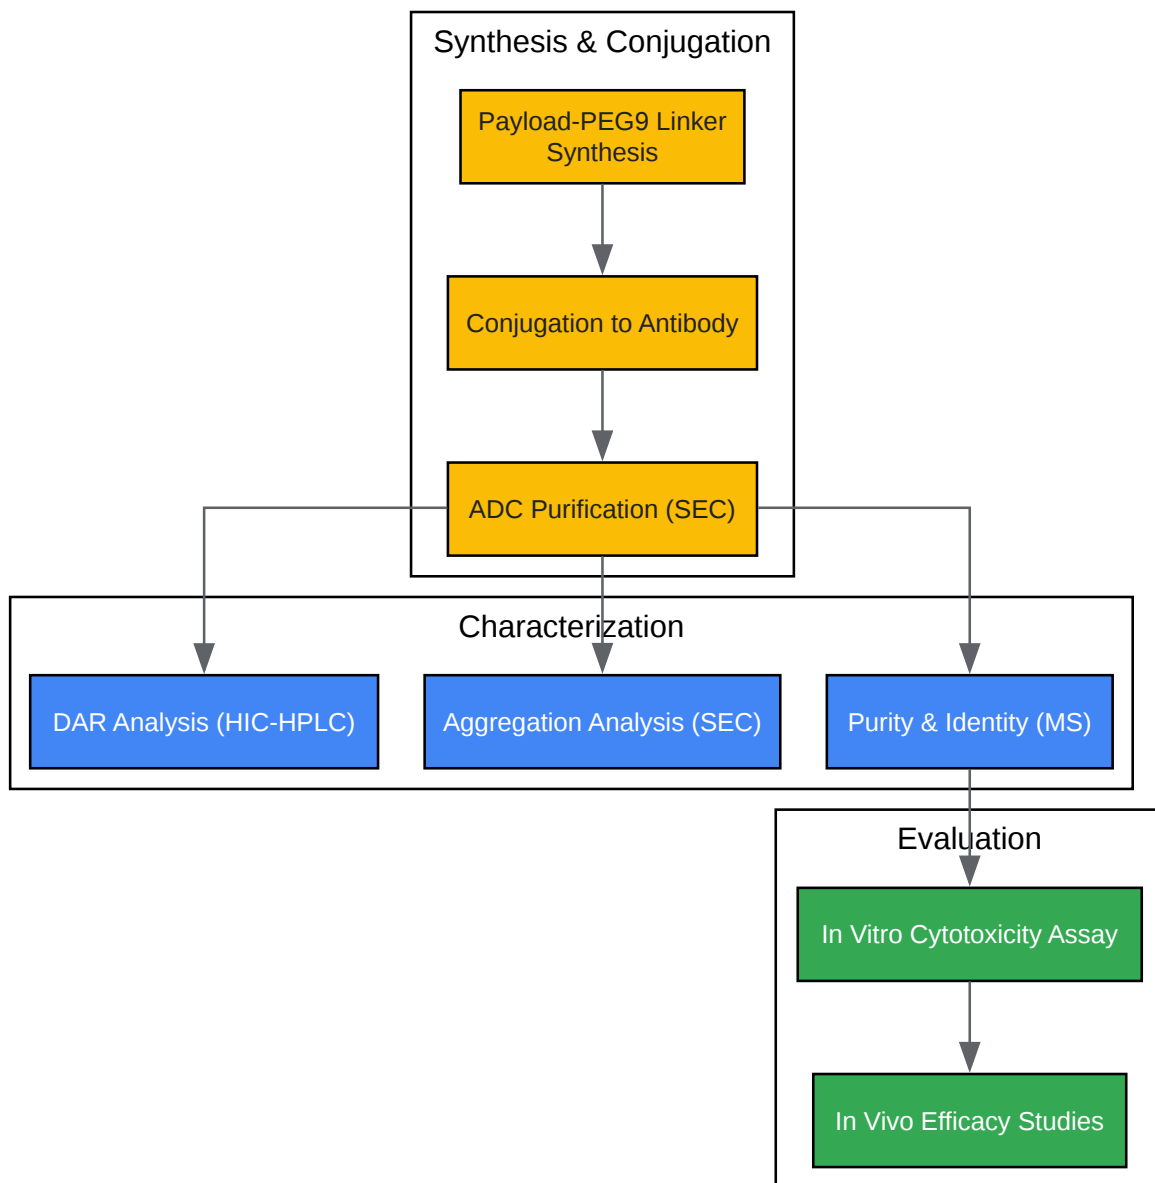 Synthesis & Conjugation
Payload-PEG9 Linker
Synthesis
Conjugation to Antibody
ADC Purification (SEC)
Characterization
DAR Analysis (HIC-HPLC)
Aggregation Analysis (SEC)
Purity & Identity (MS)
Evaluation
In Vitro Cytotoxicity Assay
In Vivo Efficacy Studies